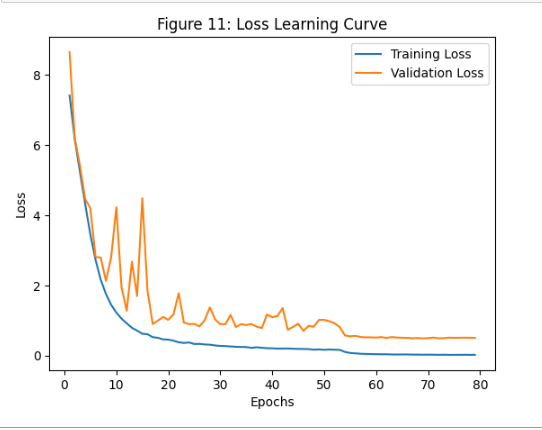 Figure 11: Loss Learning Curve
Training Loss
Validation Loss
8
6
4
2
0
Loss
0 10 20 30 40 50 60 70 80
Epochs